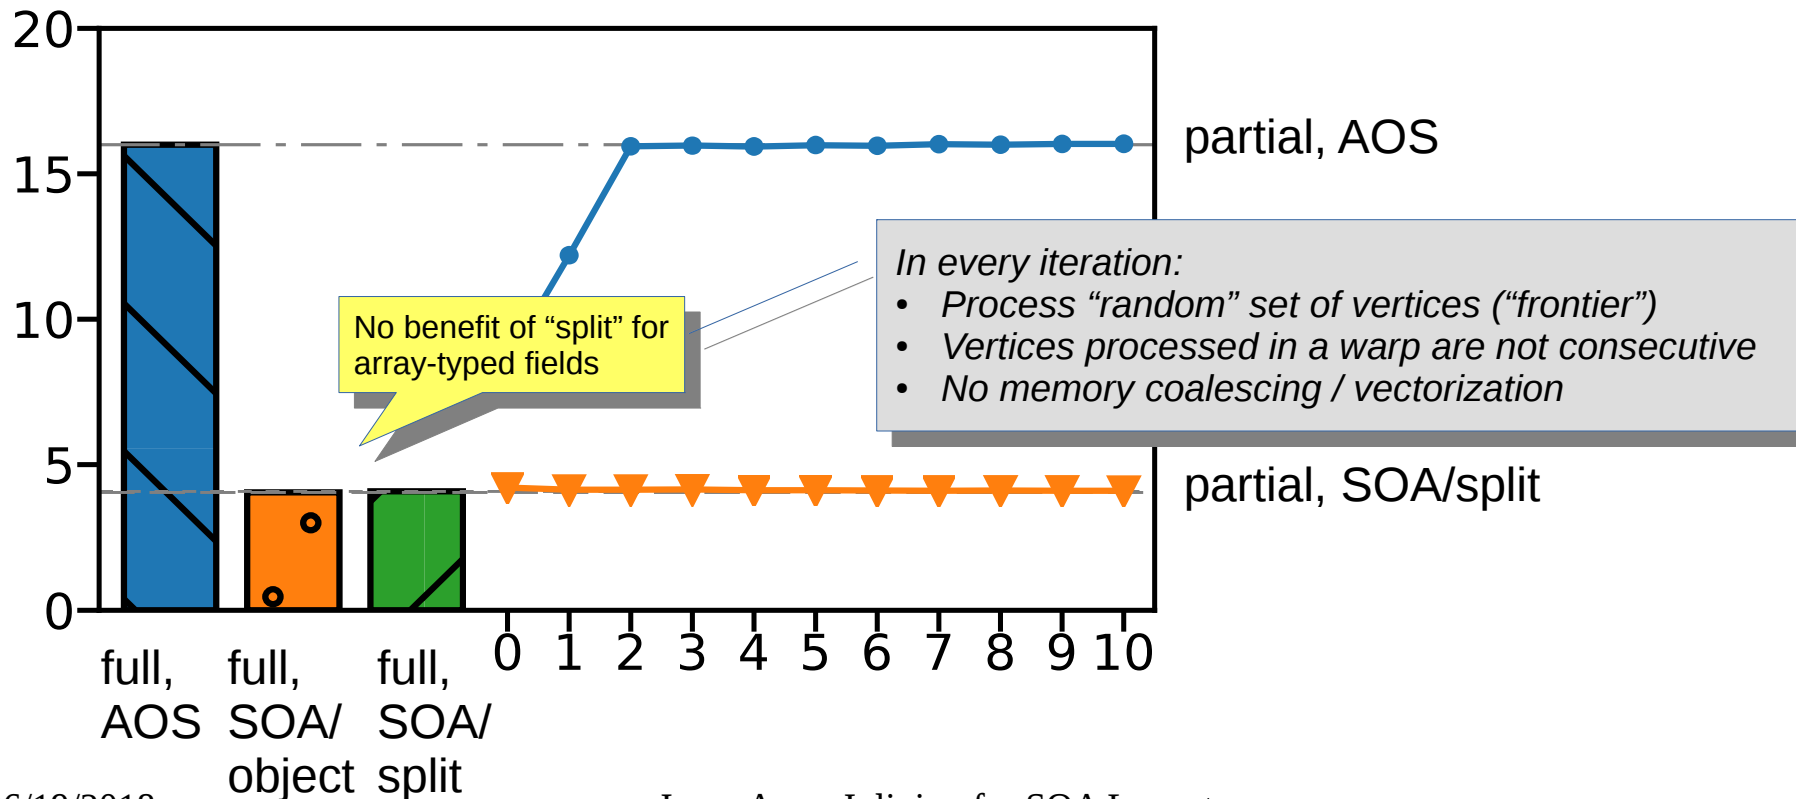 20
15
10
5
0
partial, AOS
In every iteration:
• Process “random” set of vertices (“frontier”)
• Vertices processed in a warp are not consecutive
• No memory coalescing / vectorization
No benefit of “split” for
array-typed fields
partial, SOA/split
0 1 2 3 4 5 6 7 8 9 10
full,
AOS
full,
SOA/
object
full,
SOA/
split